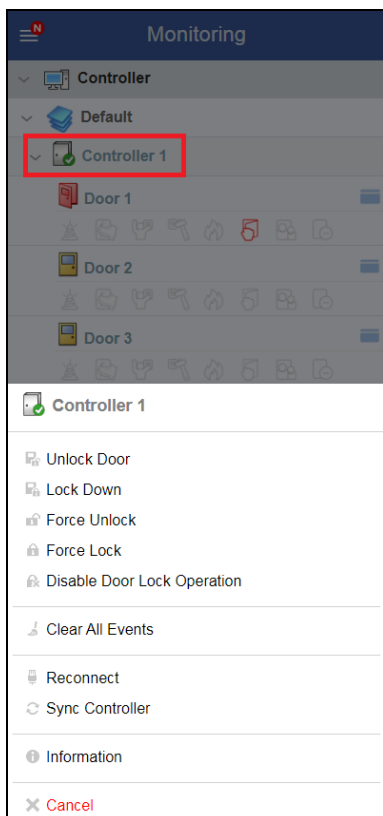 N
Monitoring
Controller
Default
Controller 1
Door 1
Door 2
Door 3
Controller 1
Unlock Door
Lock Down
Force Unlock
Force Lock
Disable Door Lock Operation
Clear All Events
Reconnect
Sync Controller
Information
Cancel